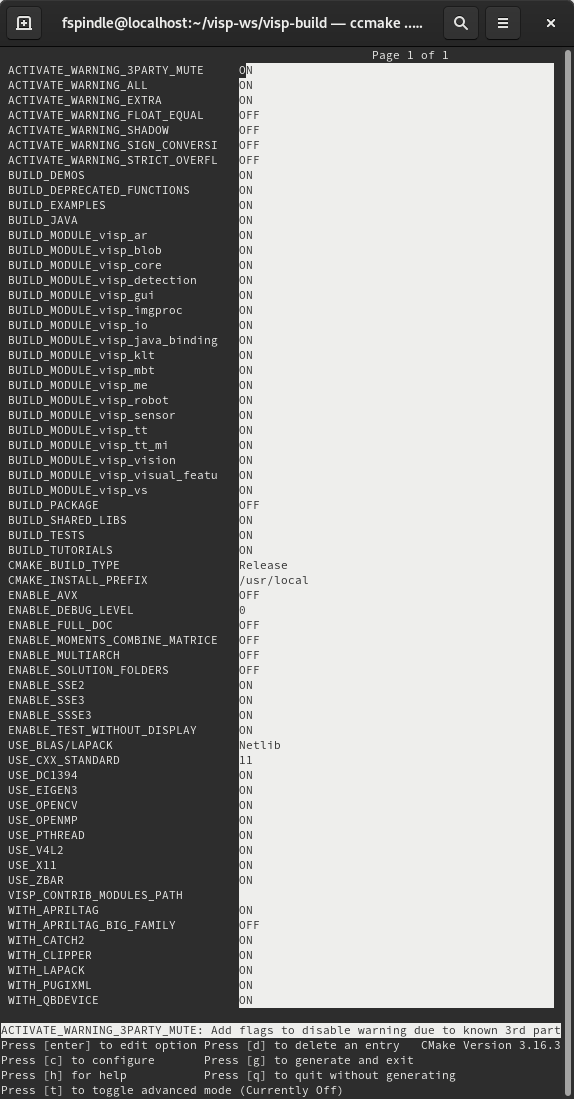 fspindle@localhost:~/visp-ws/visp-build — ccmake .....
Page 1 of 1
ACTIVATE_WARNING_3PARTY_MUTE ON
ACTIVATE_WARNING_ALL ON
ACTIVATE_WARNING_EXTRA ON
ACTIVATE_WARNING_FLOAT_EQUAL OFF
ACTIVATE_WARNING_SHADOW OFF
ACTIVATE_WARNING_SIGN_CONVERSI OFF
ACTIVATE_WARNING_STRICT_OVERFL OFF
BUILD_DEMOS ON
BUILD_DEPRECATED_FUNCTIONS ON
BUILD_EXAMPLES ON
BUILD_JAVA ON
BUILD_MODULE_visp_ar ON
BUILD_MODULE_visp_blob ON
BUILD_MODULE_visp_core ON
BUILD_MODULE_visp_detection ON
BUILD_MODULE_visp_gui ON
BUILD_MODULE_visp_imgproc ON
BUILD_MODULE_visp_io ON
BUILD_MODULE_visp_java_binding ON
BUILD_MODULE_visp_klt ON
BUILD_MODULE_visp_mbt ON
BUILD_MODULE_visp_me ON
BUILD_MODULE_visp_robot ON
BUILD_MODULE_visp_sensor ON
BUILD_MODULE_visp_tt ON
BUILD_MODULE_visp_tt_mi ON
BUILD_MODULE_visp_vision ON
BUILD_MODULE_visp_visual_featu ON
BUILD_MODULE_visp_vs ON
BUILD_PACKAGE OFF
BUILD_SHARED_LIBS ON
BUILD_TESTS ON
BUILD_TUTORIALS ON
CMAKE_BUILD_TYPE Release
CMAKE_INSTALL_PREFIX /usr/local
ENABLE_AVX OFF
ENABLE_DEBUG_LEVEL 0
ENABLE_FULL_DOC OFF
ENABLE_MOMENTS_COMBINE_MATRICE OFF
ENABLE_MULTIARCH OFF
ENABLE_SOLUTION_FOLDERS OFF
ENABLE_SSE2 ON
ENABLE_SSE3 ON
ENABLE_SSSE3 ON
ENABLE_TEST_WITHOUT_DISPLAY ON
USE_BLAS/LAPACK Netlib
USE_CXX_STANDARD 11
USE_DC1394 ON
USE_EIGEN3 ON
USE_OPENCV ON
USE_OPENMP ON
USE_PTHREAD ON
USE_V4L2 ON
USE_X11 ON
USE_ZBAR ON
VISP_CONTRIB_MODULES_PATH
WITH_APRILTAG ON
WITH_APRILTAG_BIG_FAMILY OFF
WITH_CATCH2 ON
WITH_CLIPPER ON
WITH_LAPACK ON
WITH_PUGIXML ON
WITH_QBDEVICE ON
ACTIVATE_WARNING_3PARTY_MUTE: Add flags to disable warning due to known 3rd part
Press [enter] to edit option Press [d] to delete an entry CMake Version 3.16.3
Press [c] to configure Press [g] to generate and exit
Press [h] for help Press [q] to quit without generating
Press [t] to toggle advanced mode (Currently Off)